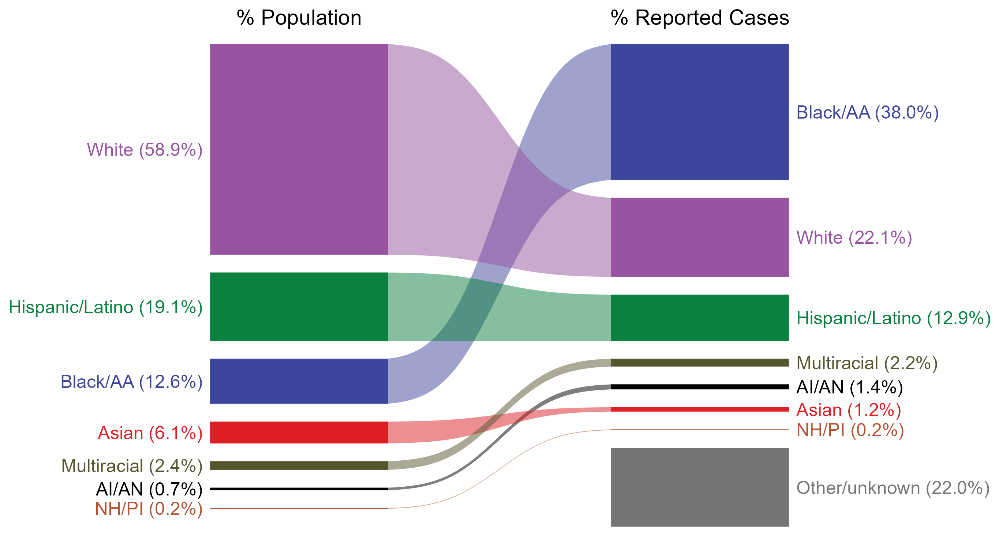 % Population
% Reported Cases
White (58.9%)
Hispanic/Latino (19.1%)
Black/AA (12.6%)
Asian (6.1%)
Multiracial (2.4%)
AI/AN (0.7%)
NH/PI (0.2%)
Black/AA (38.0%)
White (22.1%)
Hispanic/Latino (12.9%)
Multiracial (2.2%)
AI/AN (1.4%)
Asian (1.2%)
NH/PI (0.2%)
Other/unknown (22.0%)